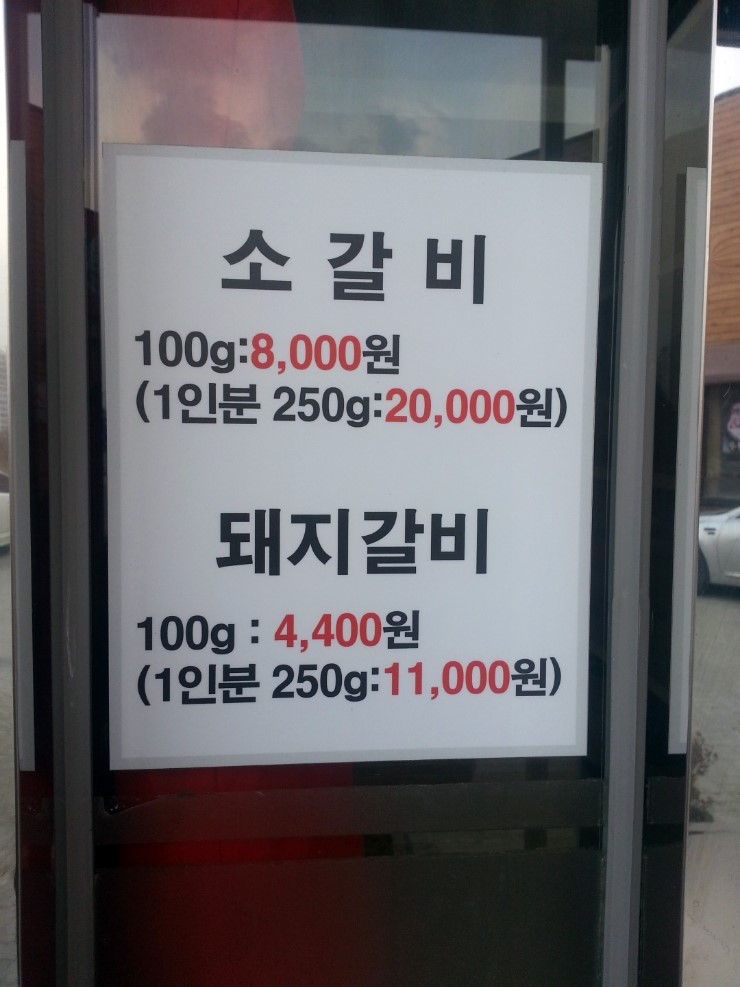 소 갈 비
100g:8,000원
(1인분 250g:20,000원)
돼지갈비
100g : 4,400원
(1인분 250g:11,000원)